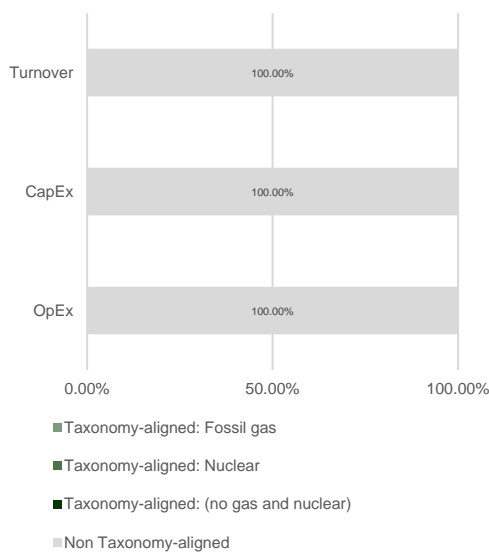 Turnover
100.00%
CapEx
100.00%
OpEx
100.00%
0.00% 50.00% 100.00%
Taxonomy-aligned: Fossil gas
Taxonomy-aligned: Nuclear
Taxonomy-aligned: (no gas and nuclear)
Non Taxonomy-aligned